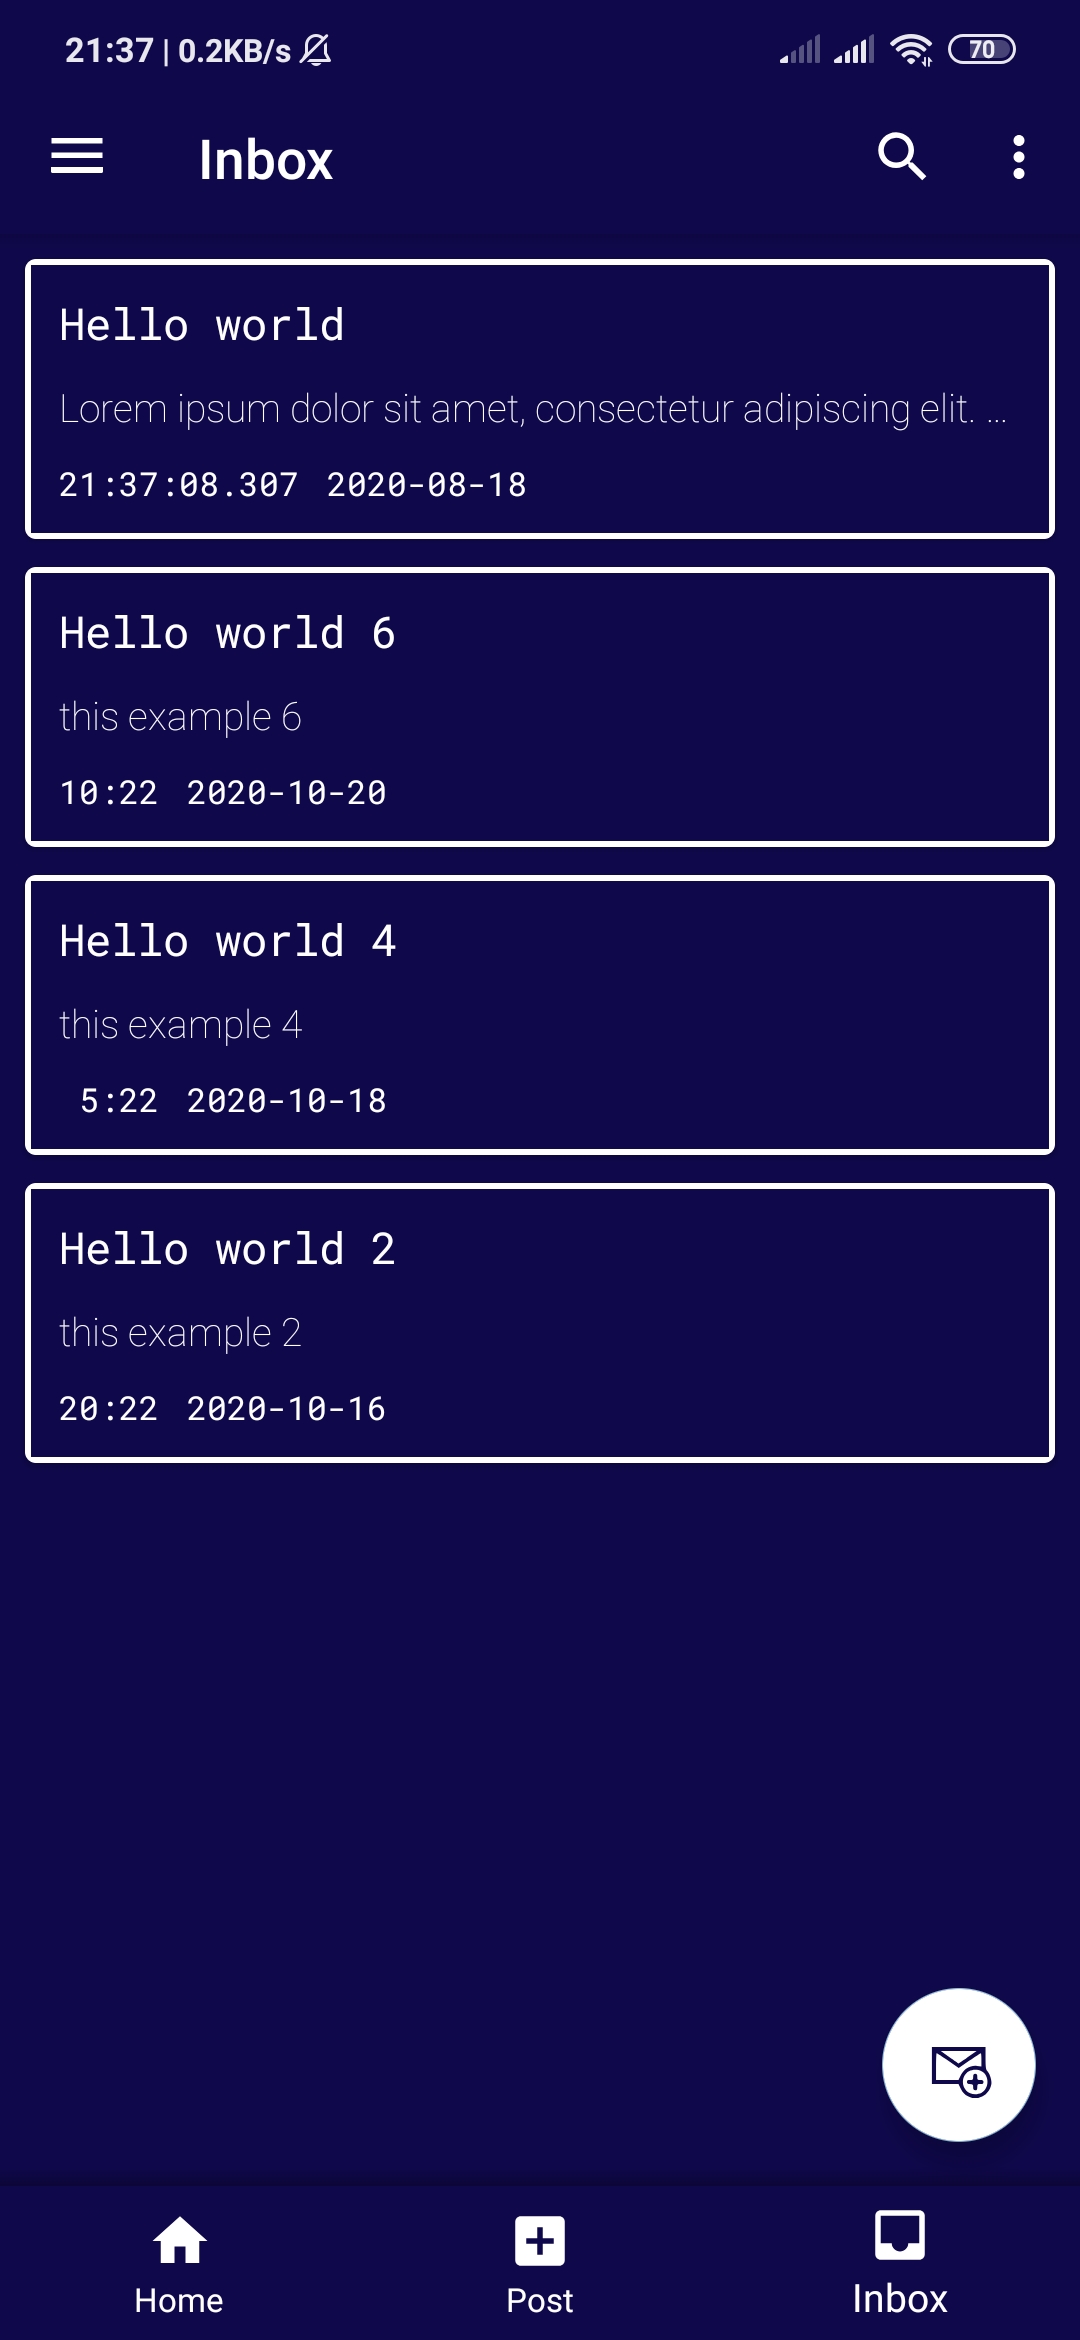 21:37 | 0.2KB/s 70
Inbox
Hello world
Lorem ipsum dolor sit amet, consectetur adipiscing elit. ...
21:37:08.307 2020-08-18
Hello world 6
this example 6
10:22 2020-10-20
Hello world 4
this example 4
5:22 2020-10-18
Hello world 2
this example 2
20:22 2020-10-16
Home Post Inbox